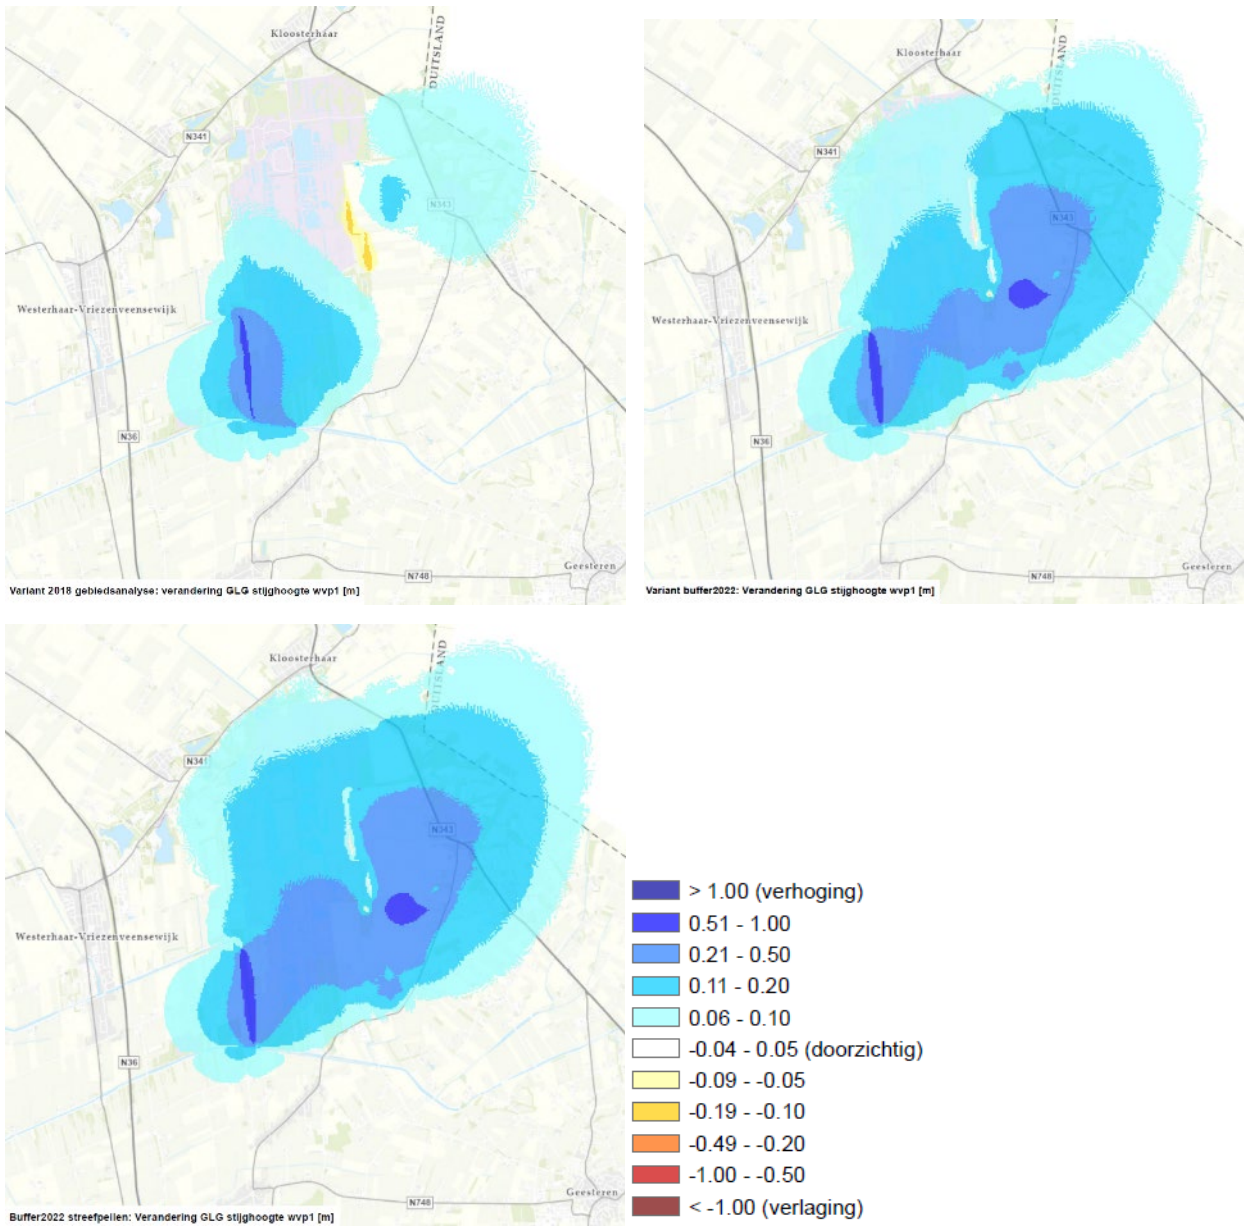 Kloosterhaar
DUITSLAND
N341
N343
Westerhaar-Vriezenveensewijk
N36
Geesteren
N748
Variant 2018 gebiedsanalyse: verandering GLG stijghoogte wvp1 [m]
Kloosterhaar
DUITSLAND
N341
N343
Westerhaar-Vriezenveensewijk
N36
Geesteren
N748
Variant buffer2022: Verandering GLG stijghoogte wvp1 [m]
Kloosterhaar
DUITSLAND
N341
N343
Westerhaar-Vriezenveensewijk
N36
Geesteren
N748
Buffer2022 streefpeilen: Verandering GLG stijghoogte wvp1 [m]
> 1.00 (verhoging)
0.51 - 1.00
0.21 - 0.50
0.11 - 0.20
0.06 - 0.10
-0.04 - 0.05 (doorzichtig)
-0.09 - -0.05
-0.19 - -0.10
-0.49 - -0.20
-1.00 - -0.50
< -1.00 (verlaging)